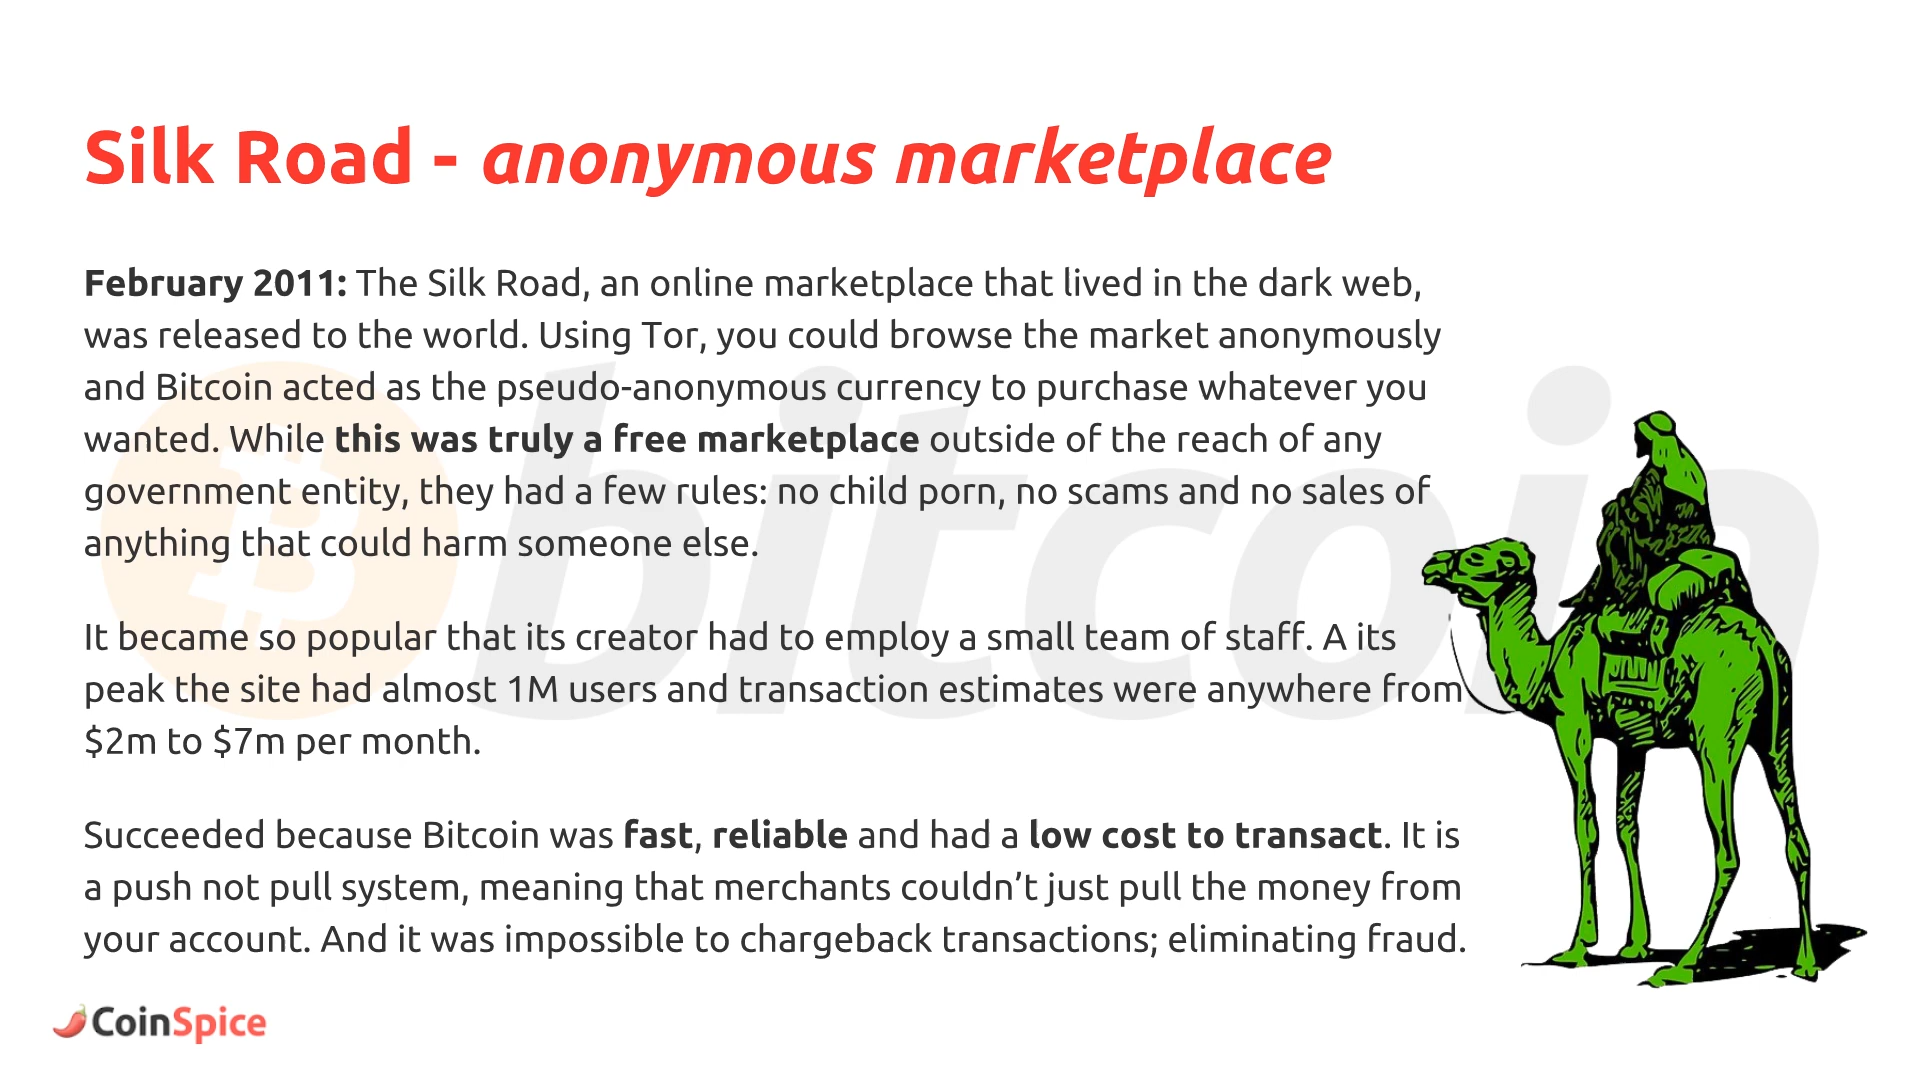 Silk Road - anonymous marketplace
February 2011: The Silk Road, an online marketplace that lived in the dark web,
was released to the world. Using Tor, you could browse the market anonymously
and Bitcoin acted as the pseudo-anonymous currency to purchase whatever you
wanted. While this was truly a free marketplace outside of the reach of any
government entity, they had a few rules: no child porn, no scams and no sales of
anything that could harm someone else.
It became so popular that its creator had to employ a small team of staff. A its
peak the site had almost 1M users and transaction estimates were anywhere from
$2m to $7m per month.
Succeeded because Bitcoin was fast, reliable and had a low cost to transact. It is
a push not pull system, meaning that merchants couldn’t just pull the money from
your account. And it was impossible to chargeback transactions; eliminating fraud.
bitcoin
CoinSpice